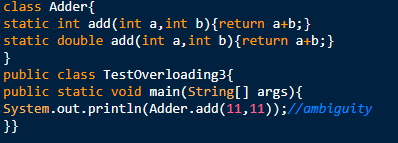 class Adder{
static int add(int a,int b){return a+b;}
static double add(int a,int b){return a+b;}
}
public class TestOverloading3{
public static void main(String[] args){
System.out.println(Adder.add(11,11));//ambiguity
}}